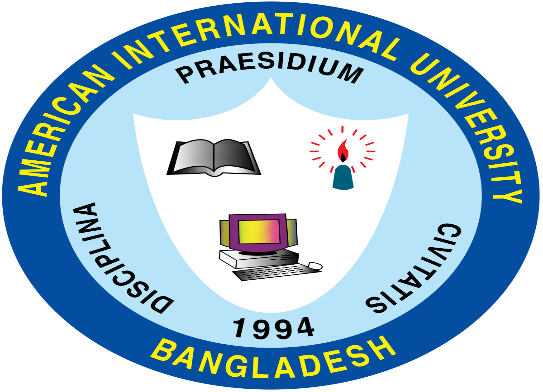 AMERICAN INTERNATIONAL UNIVERSITY
PRAESIDIUM
DISCIPLINA
CIVITATIS
1994
BANGLADESH